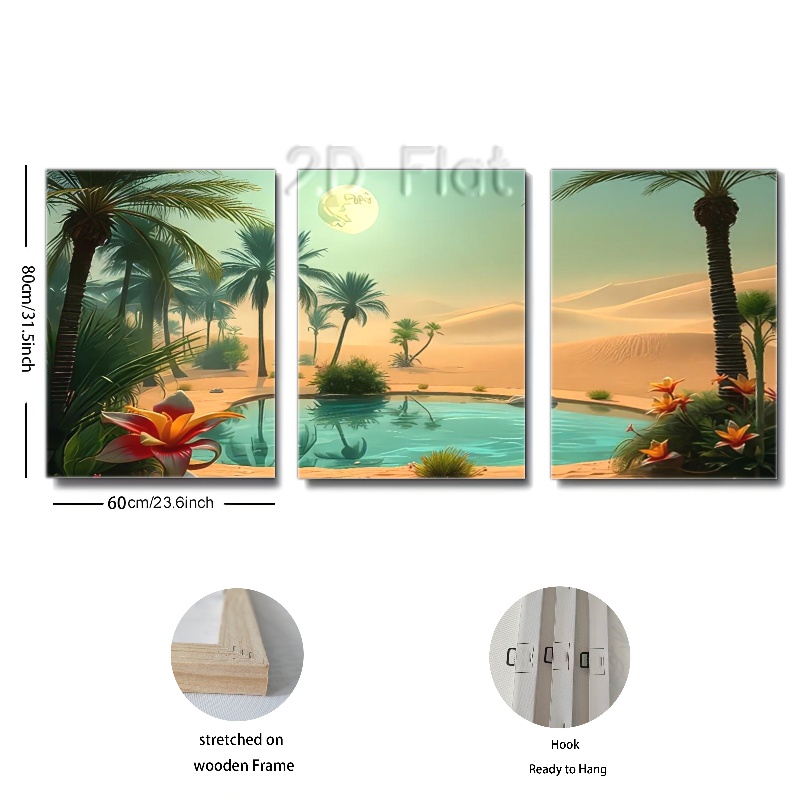 2D Flat
80cm/31.5inch
60cm/23.6inch
stretched on
wooden Frame
Hook
Ready to Hang